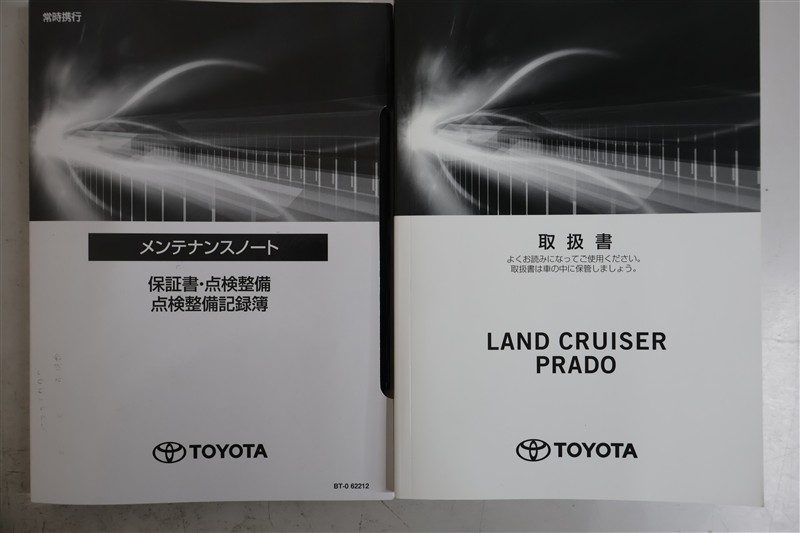 常時携行
メンテナンスノート
保証書・点検整備
点検整備記録簿
TOYOTA
BT-0 62212
取扱書
よくお読みになってご使用ください。
取扱書は車の中に保管しましょう。
LAND CRUISER
PRADO
TOYOTA